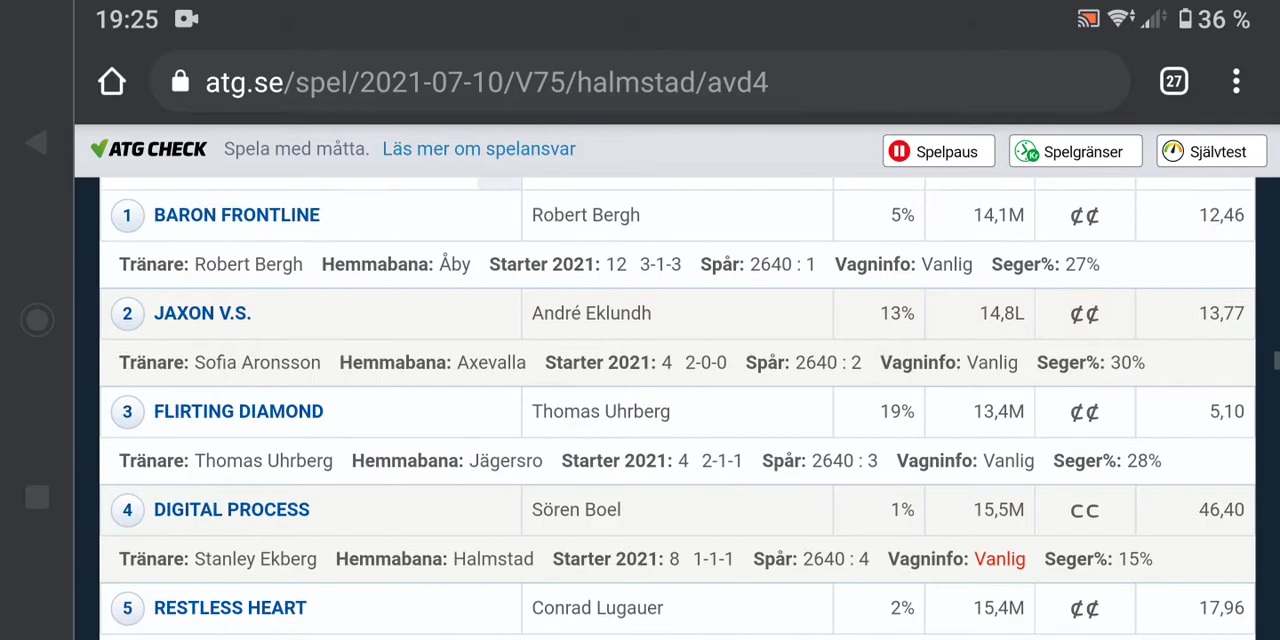 19:25 36 %
atg.se/spel/2021-07-10/V75/halmstad/avd4 27
ATG CHECK Spela med måtta. Läs mer om spelansvar Spelpaus Spelgränser Självtest
1 BARON FRONTLINE Robert Bergh 5% 14,1M ₵₵ 12,46
Tränare: Robert Bergh Hemmabana: Åby Starter 2021: 12 3-1-3 Spår: 2640 : 1 Vagninfo: Vanlig Seger%: 27%
2 JAXON V.S. André Eklundh 13% 14,8L ₵₵ 13,77
Tränare: Sofia Aronsson Hemmabana: Axevalla Starter 2021: 4 2-0-0 Spår: 2640 : 2 Vagninfo: Vanlig Seger%: 30%
3 FLIRTING DIAMOND Thomas Uhrberg 19% 13,4M ₵₵ 5,10
Tränare: Thomas Uhrberg Hemmabana: Jägersro Starter 2021: 4 2-1-1 Spår: 2640 : 3 Vagninfo: Vanlig Seger%: 28%
4 DIGITAL PROCESS Sören Boel 1% 15,5M CC 46,40
Tränare: Stanley Ekberg Hemmabana: Halmstad Starter 2021: 8 1-1-1 Spår: 2640 : 4 Vagninfo: Vanlig Seger%: 15%
5 RESTLESS HEART Conrad Lugauer 2% 15,4M ₵₵ 17,96